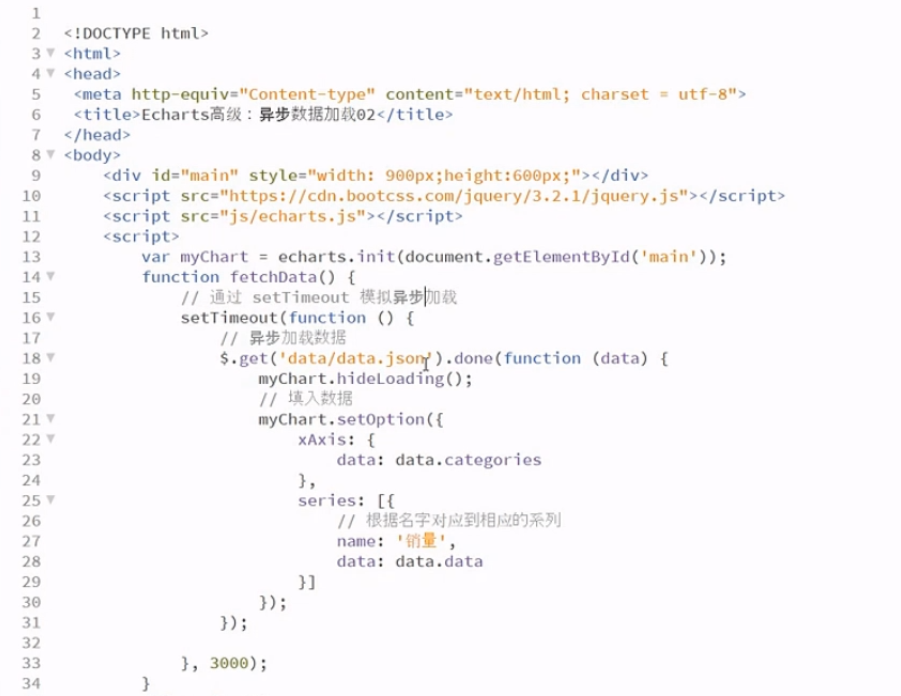 1
2 <!DOCTYPE html>
3 <html>
4 <head>
5 <meta http-equiv="Content-type" content="text/html; charset = utf-8">
6 <title>Echarts高级：异步数据加载02</title>
7 </head>
8 <body>
9 <div id="main" style="width: 900px;height:600px;"></div>
10 <script src="https://cdn.bootcss.com/jquery/3.2.1/jquery.js"></script>
11 <script src="js/echarts.js"></script>
12 <script>
13 var myChart = echarts.init(document.getElementById('main'));
14 function fetchData() {
15 // 通过 setTimeout 模拟异步加载
16 setTimeout(function () {
17 // 异步加载数据
18 $.get('data/data.json').done(function (data) {
19 myChart.hideLoading();
20 // 填入数据
21 myChart.setOption({
22 xAxis: {
23 data: data.categories
24 },
25 series: [{
26 // 根据名字对应到相应的系列
27 name: '销量',
28 data: data.data
29 }]
30 });
31 });
32
33 }, 3000);
34 }